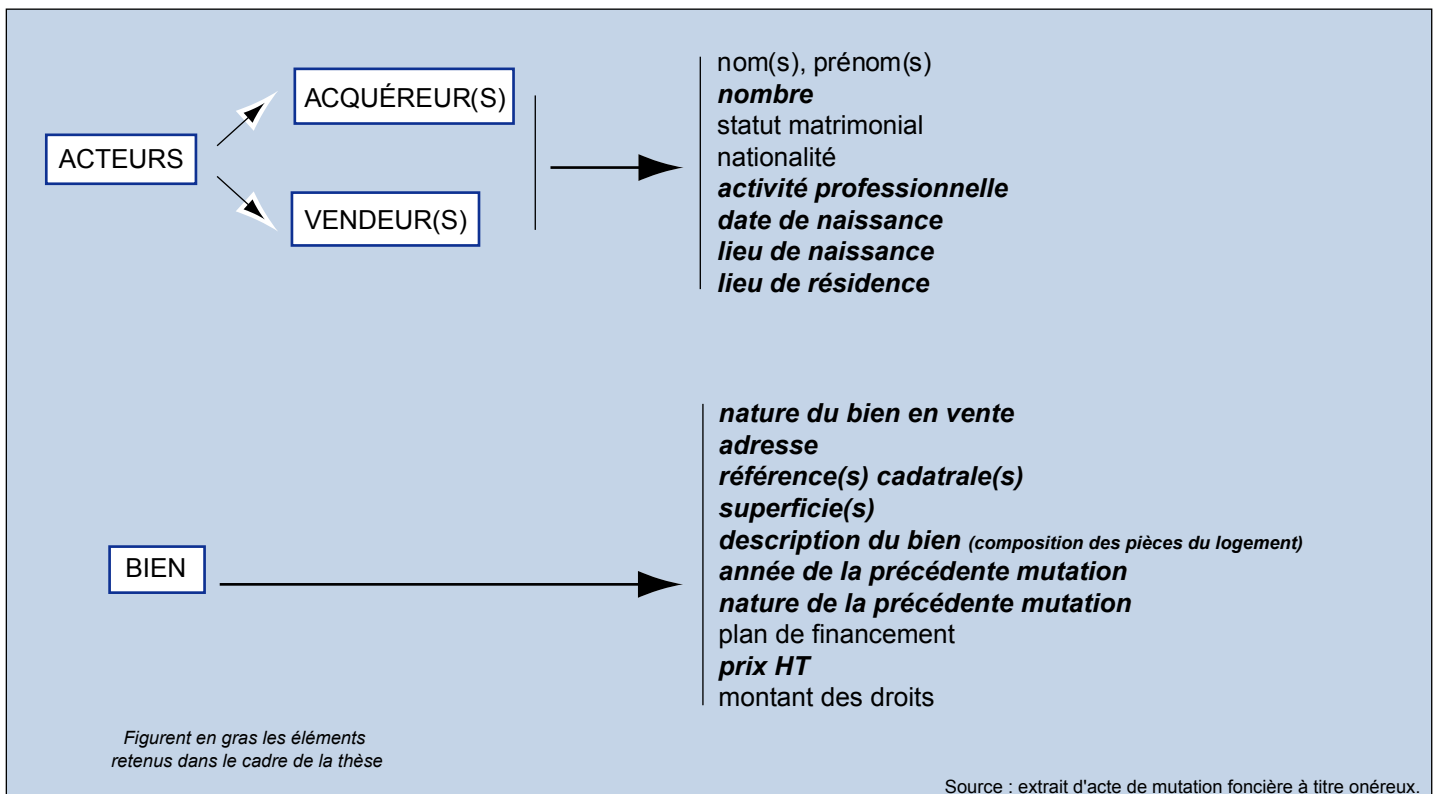 ACTEURS
ACQUÉREUR(S)
VENDEUR(S)
nom(s), prénom(s)
nombre
statut matrimonial
nationalité
activité professionnelle
date de naissance
lieu de naissance
lieu de résidence
BIEN
nature du bien en vente
adresse
référence(s) cadatrale(s)
superficie(s)
description du bien (composition des pièces du logement)
année de la précédente mutation
nature de la précédente mutation
plan de financement
prix HT
montant des droits
Figurent en gras les éléments
retenus dans le cadre de la thèse
Source : extrait d'acte de mutation foncière à titre onéreux.